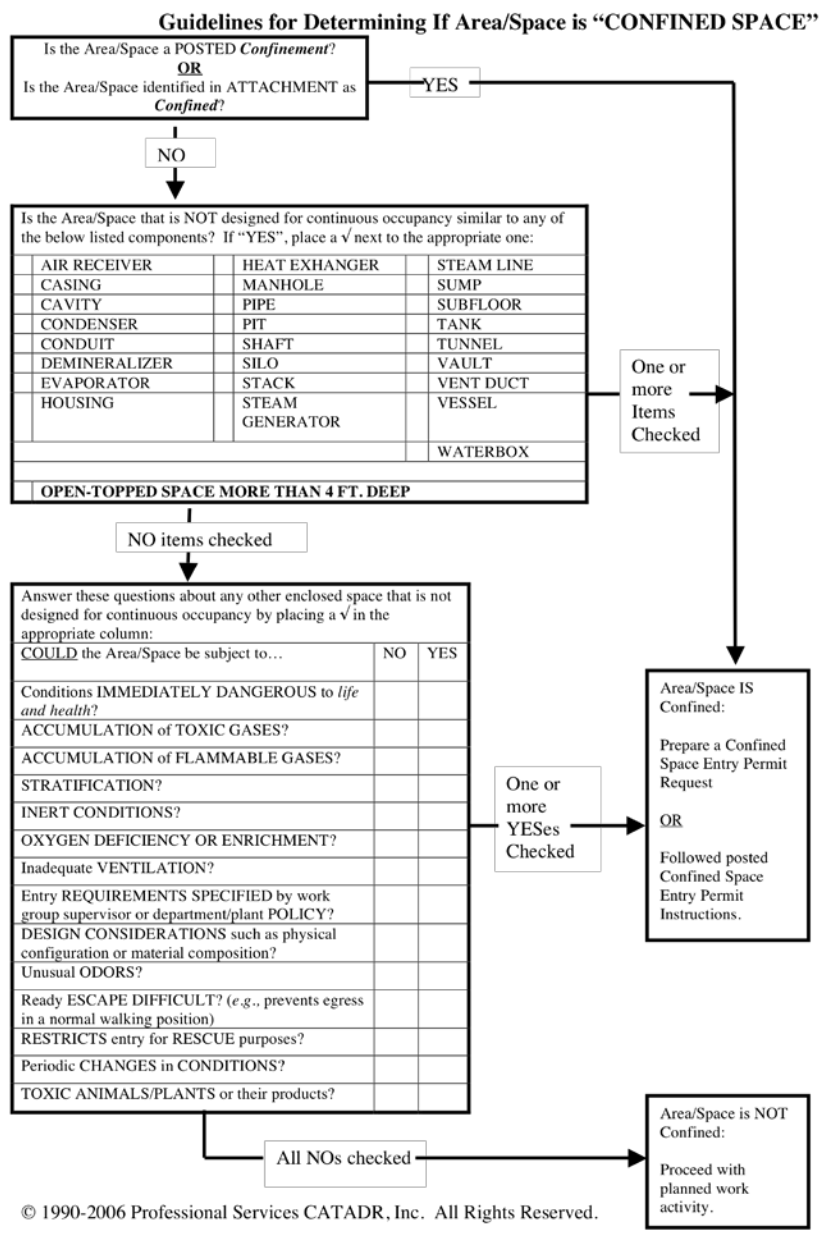 Guidelines for Determining If Area/Space is “CONFINED SPACE”
Is the Area/Space a POSTED Confinement?
OR
Is the Area/Space identified in ATTACHMENT as
Confined?
YES
NO
Is the Area/Space that is NOT designed for continuous occupancy similar to any of
the below listed components? If “YES”, place a √ next to the appropriate one:
AIR RECEIVER HEAT EXHANGER STEAM LINE
CASING MANHOLE SUMP
CAVITY PIPE SUBFLOOR
CONDENSER PIT TANK
CONDUIT SHAFT TUNNEL
DEMINERALIZER SILO VAULT
EVAPORATOR STACK VENT DUCT
HOUSING STEAM VESSEL
GENERATOR
WATERBOX
OPEN-TOPPED SPACE MORE THAN 4 FT. DEEP
One or
more
Items
Checked
NO items checked
Answer these questions about any other enclosed space that is not
designed for continuous occupancy by placing a √ in the
appropriate column:
COULD the Area/Space be subject to… NO YES
Conditions IMMEDIATELY DANGEROUS to life
and health?
ACCUMULATION of TOXIC GASES?
ACCUMULATION of FLAMMABLE GASES?
STRATIFICATION?
INERT CONDITIONS?
OXYGEN DEFICIENCY OR ENRICHMENT?
Inadequate VENTILATION?
Entry REQUIREMENTS SPECIFIED by work
group supervisor or department/plant POLICY?
DESIGN CONSIDERATIONS such as physical
configuration or material composition?
Unusual ODORS?
Ready ESCAPE DIFFICULT? (e.g., prevents egress
in a normal walking position)
RESTRICTS entry for RESCUE purposes?
Periodic CHANGES in CONDITIONS?
TOXIC ANIMALS/PLANTS or their products?
One or
more
YESes
Checked
Area/Space IS
Confined:
Prepare a Confined
Space Entry Permit
Request
OR
Followed posted
Confined Space
Entry Permit
Instructions.
All NOs checked
Area/Space is NOT
Confined:
Proceed with
planned work
activity.
© 1990-2006 Professional Services CATADR, Inc. All Rights Reserved.